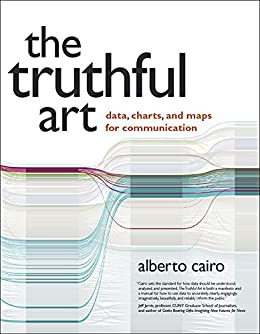 the
truthful
art
data, charts, and maps
for communication
alberto cairo
"Cairo sets the standard for how data should be understood,
analyzed, and presented. The Truthful Art is both a manifesto and
a manual for how to use data to accurately, clearly, engagingly,
imaginatively, beautifully, and reliably inform the public."
Jeff Jarvis, professor, CUNY Graduate School of Journalism,
and author of Geeks Bearing Gifts: Imagining New Futures for News